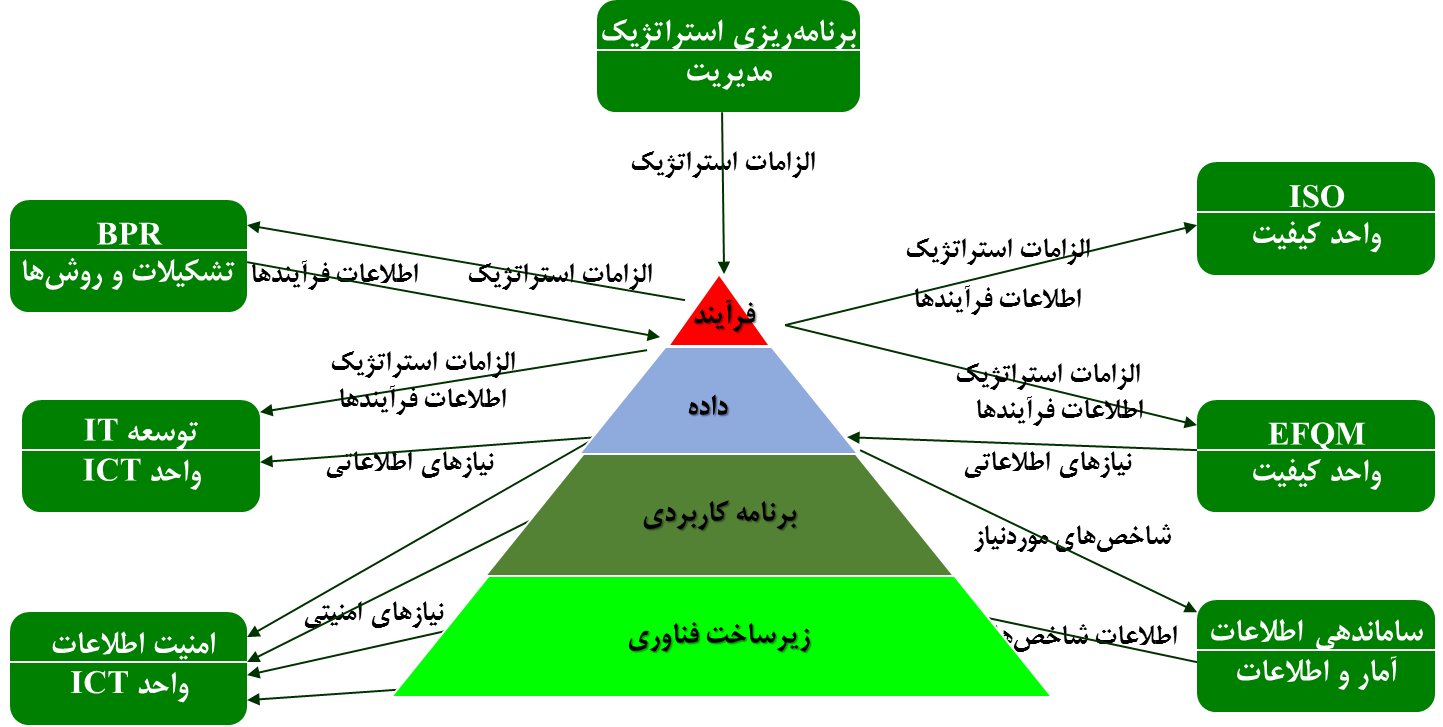 برنامه‌ریزی استراتژیک
مدیریت
الزامات استراتژیک
ISO
واحد کیفیت
BPR
تشکیلات و روش‌ها
الزامات استراتژیک
اطلاعات فرآیندها
الزامات استراتژیک
اطلاعات فرآیندها
فرآیند
الزامات استراتژیک
اطلاعات فرآیندها
الزامات استراتژیک
اطلاعات فرآیندها
داده
EFQM
واحد کیفیت
توسعه IT
واحد ICT
نیازهای اطلاعاتی
نیازهای اطلاعاتی
برنامه کاربردی
شاخص‌های موردنیاز
نیازهای امنیتی
زیرساخت فناوری
اطلاعات شاخص‌ه
ساماندهی اطلاعات
آمار و اطلاعات
امنیت اطلاعات
واحد ICT